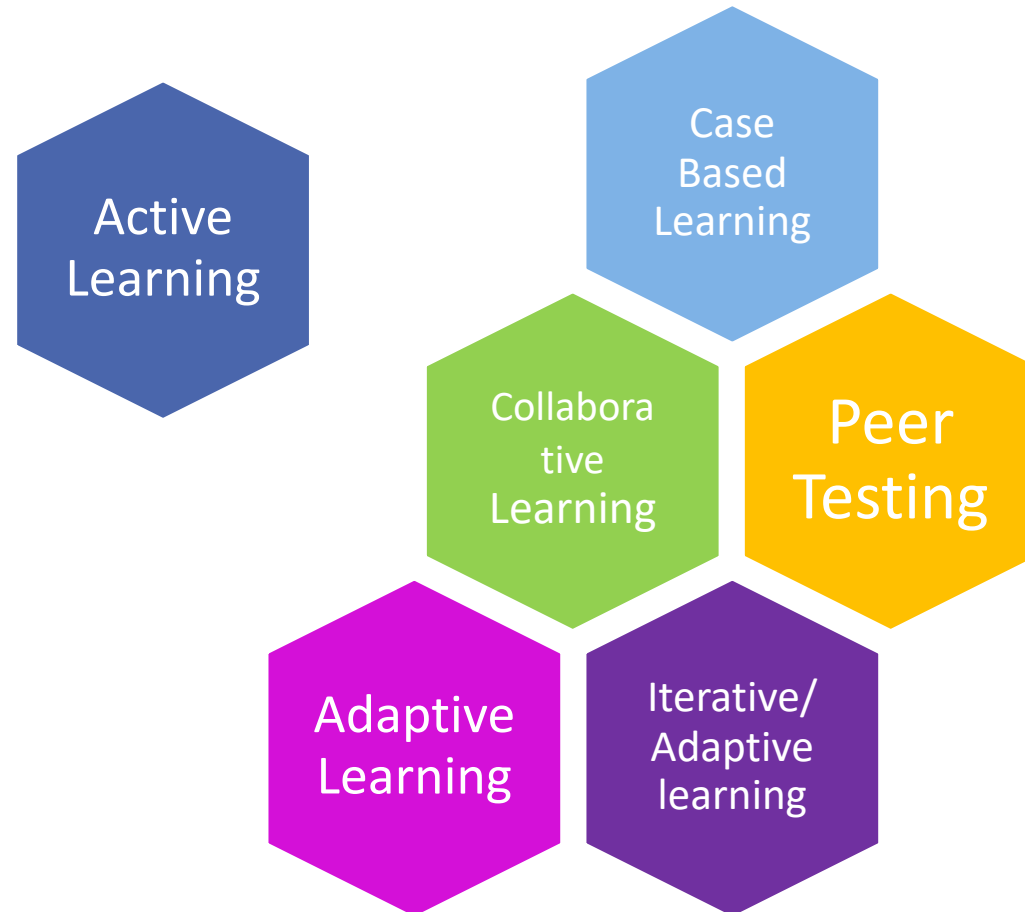 Active
Learning
Case
Based
Learning
Collabora
tive
Learning
Peer
Testing
Adaptive
Learning
Iterative/
Adaptive
learning